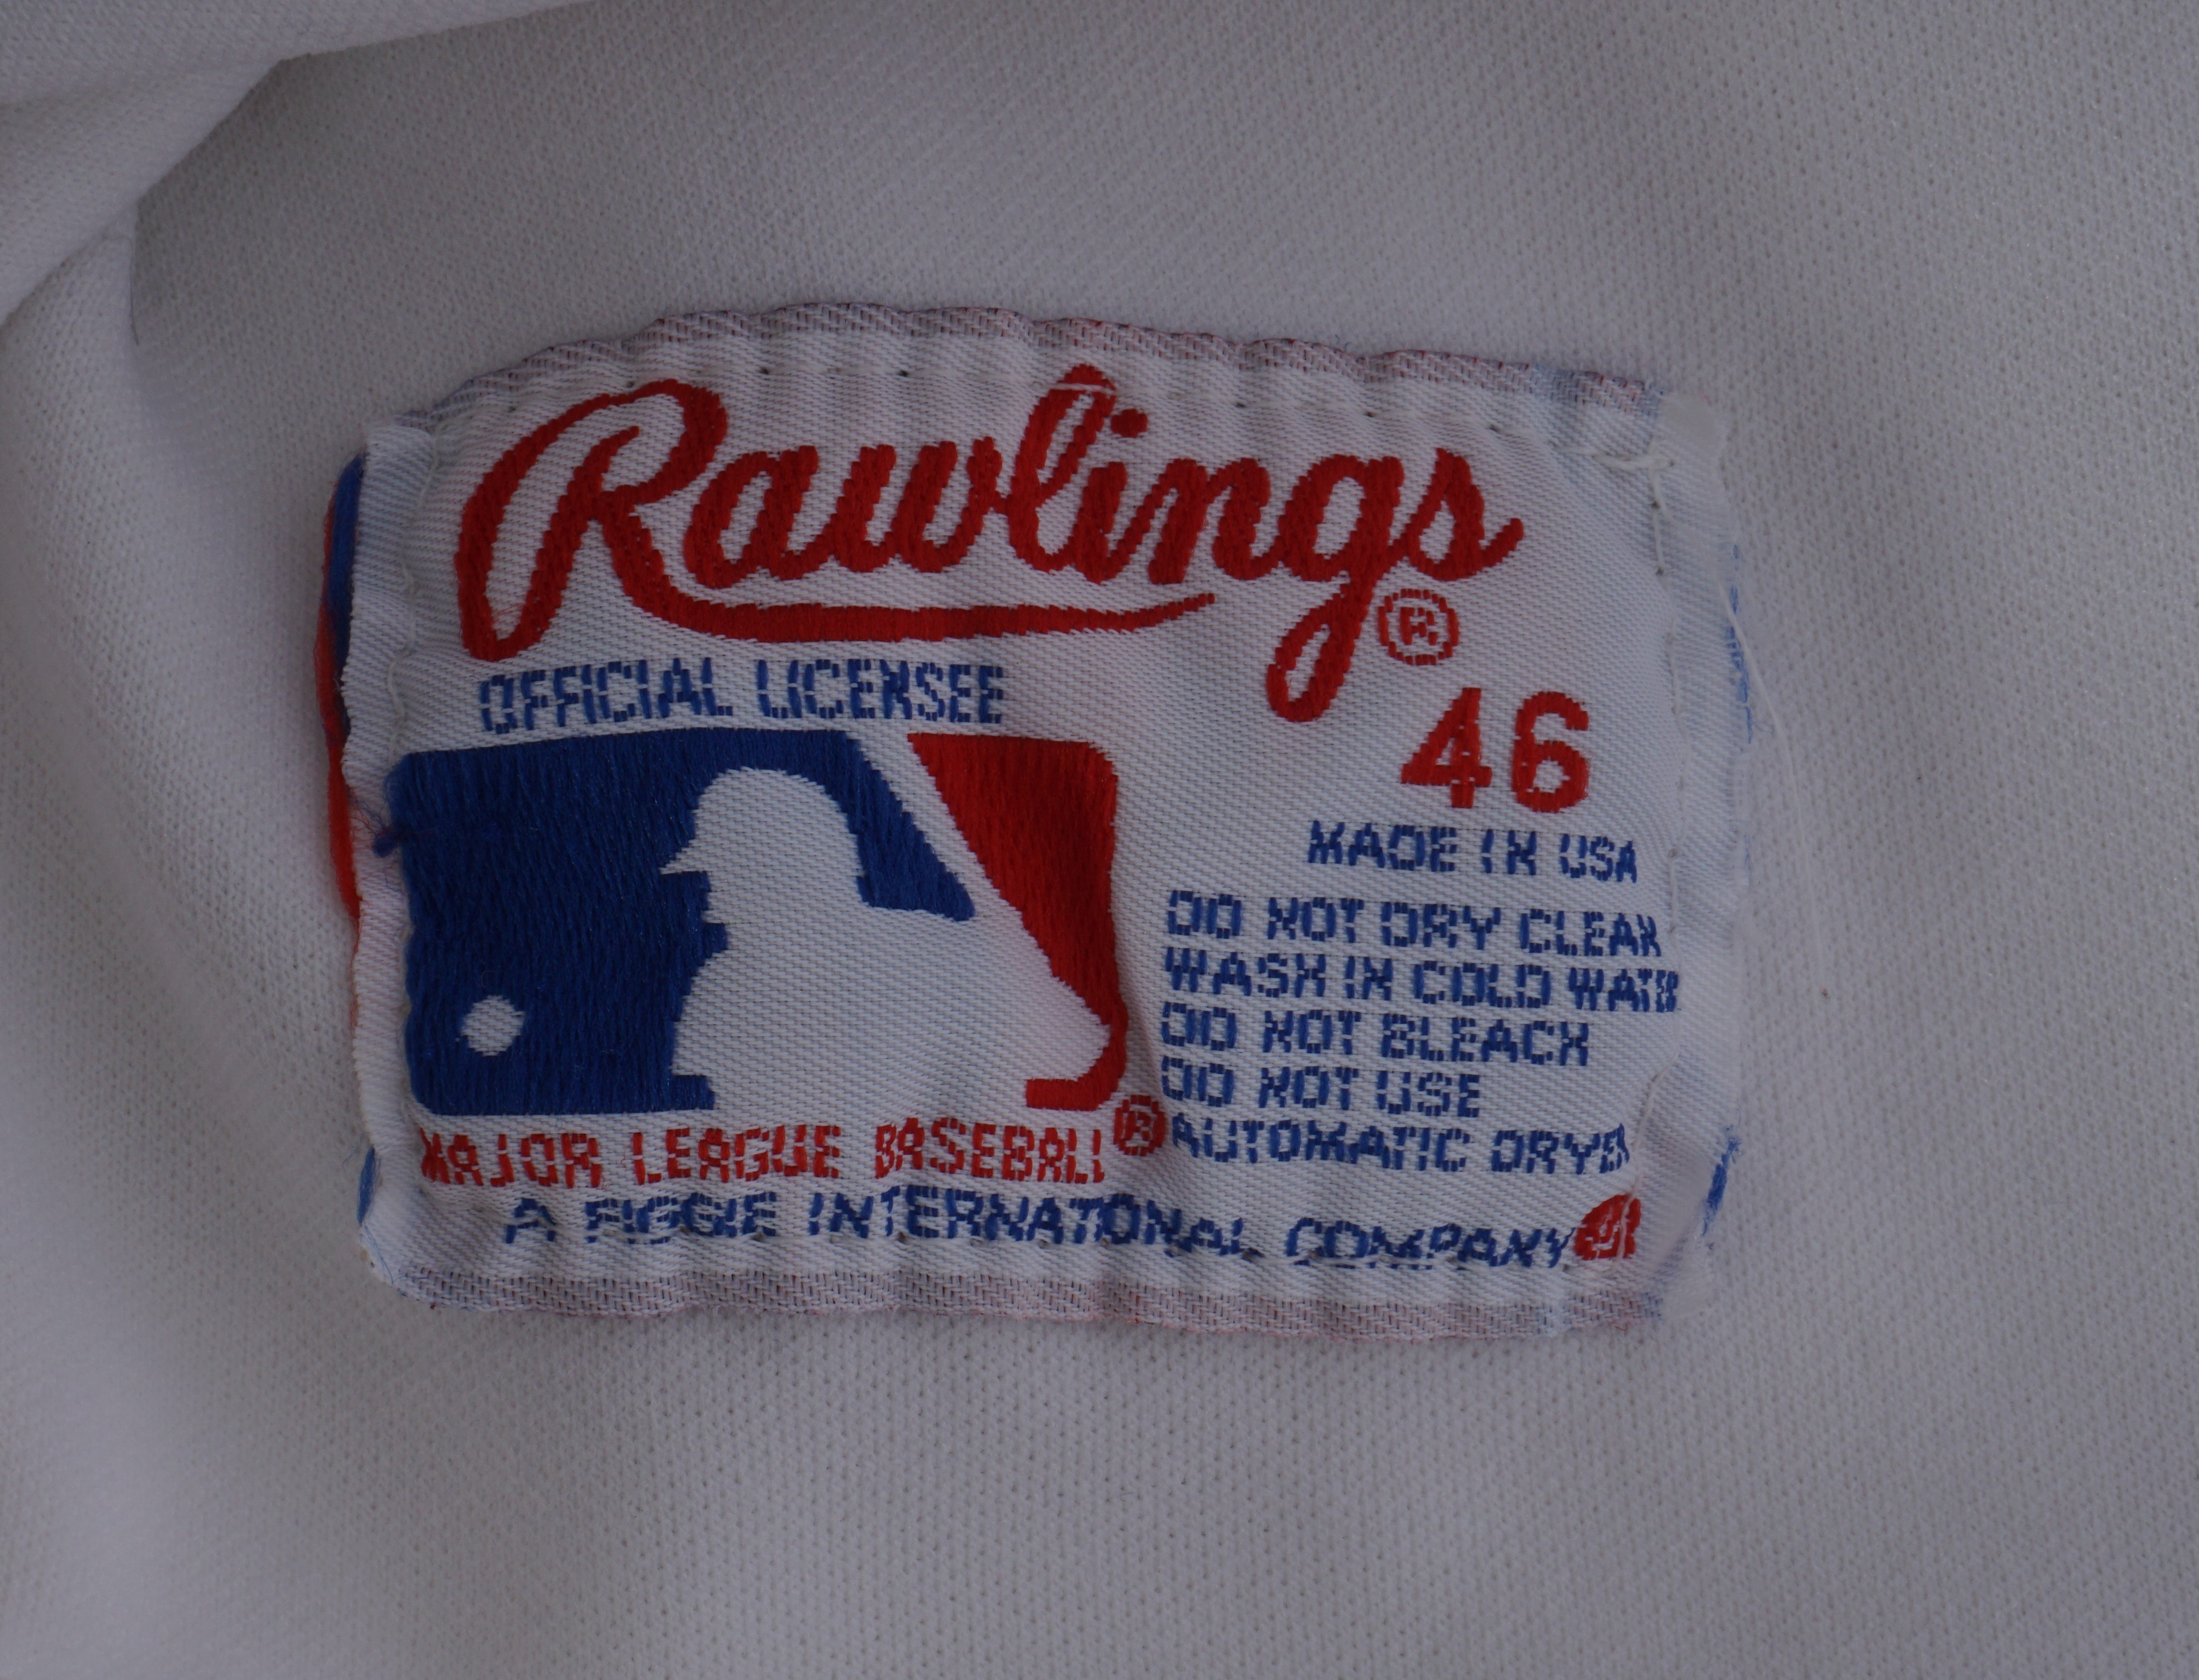 Rawlings®
OFFICIAL LICENSEE
46
MADE IN USA
DO NOT DRY CLEAN
WASH IN COLD WATER
DO NOT BLEACH
DO NOT USE
AUTOMATIC DRYER
MAJOR LEAGUE BASEBALL®
A FIGGIE INTERNATIONAL COMPANY